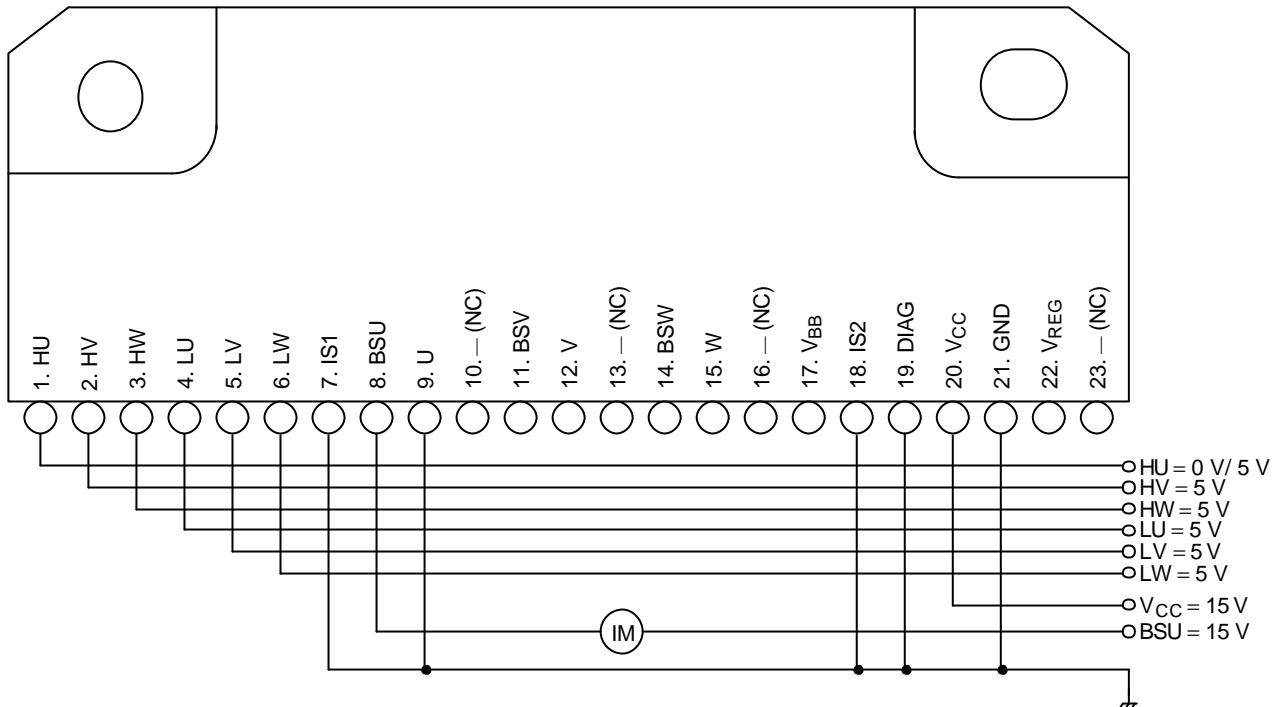 1. HU
2. HV
3. HW
4. LU
5. LV
6. LW
7. IS1
8. BSU
9. U
10. — (NC)
11. BSV
12. V
13. — (NC)
14. BSW
15. W
16. — (NC)
17. VBB
18. IS2
19. DIAG
20. VCC
21. GND
22. VREG
23. — (NC)
HU = 0 V/ 5 V
HV = 5 V
HW = 5 V
LU = 5 V
LV = 5 V
LW = 5 V
VCC = 15 V
IM
BSU = 15 V